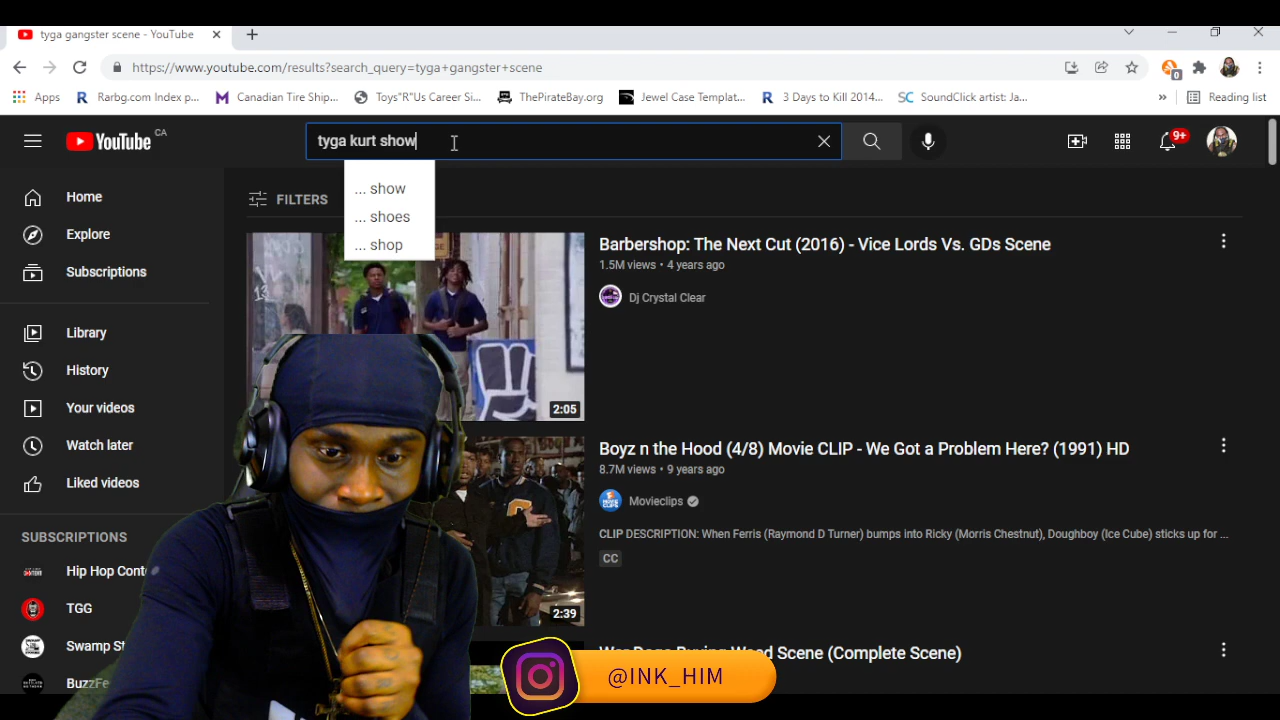 tyga gangster scene - YouTube
https://www.youtube.com/results?search_query=tyga+gangster+scene
0
Apps
Rarbg.com Index p...
Canadian Tire Ship...
Toys"R"Us Career Si...
ThePirateBay.org
Jewel Case Templat...
3 Days to Kill 2014...
SoundClick artist: Ja...
»
Reading list
YouTube CA
tyga kurt show
9+
... show
... shoes
... shop
Home
Explore
Subscriptions
Library
History
Your videos
Watch later
Liked videos
SUBSCRIPTIONS
Hip Hop Cont
TGG
Swamp St
BuzzFe
FILTERS
13
2:05
Barbershop: The Next Cut (2016) - Vice Lords Vs. GDs Scene
1.5M views • 4 years ago
Dj Crystal Clear
2:39
Boyz n the Hood (4/8) Movie CLIP - We Got a Problem Here? (1991) HD
8.7M views • 9 years ago
Movieclips
CLIP DESCRIPTION: When Ferris (Raymond D Turner) bumps into Ricky (Morris Chestnut), Doughboy (Ice Cube) sticks up for ...
CC
Scene (Complete Scene)
@INK_HIM